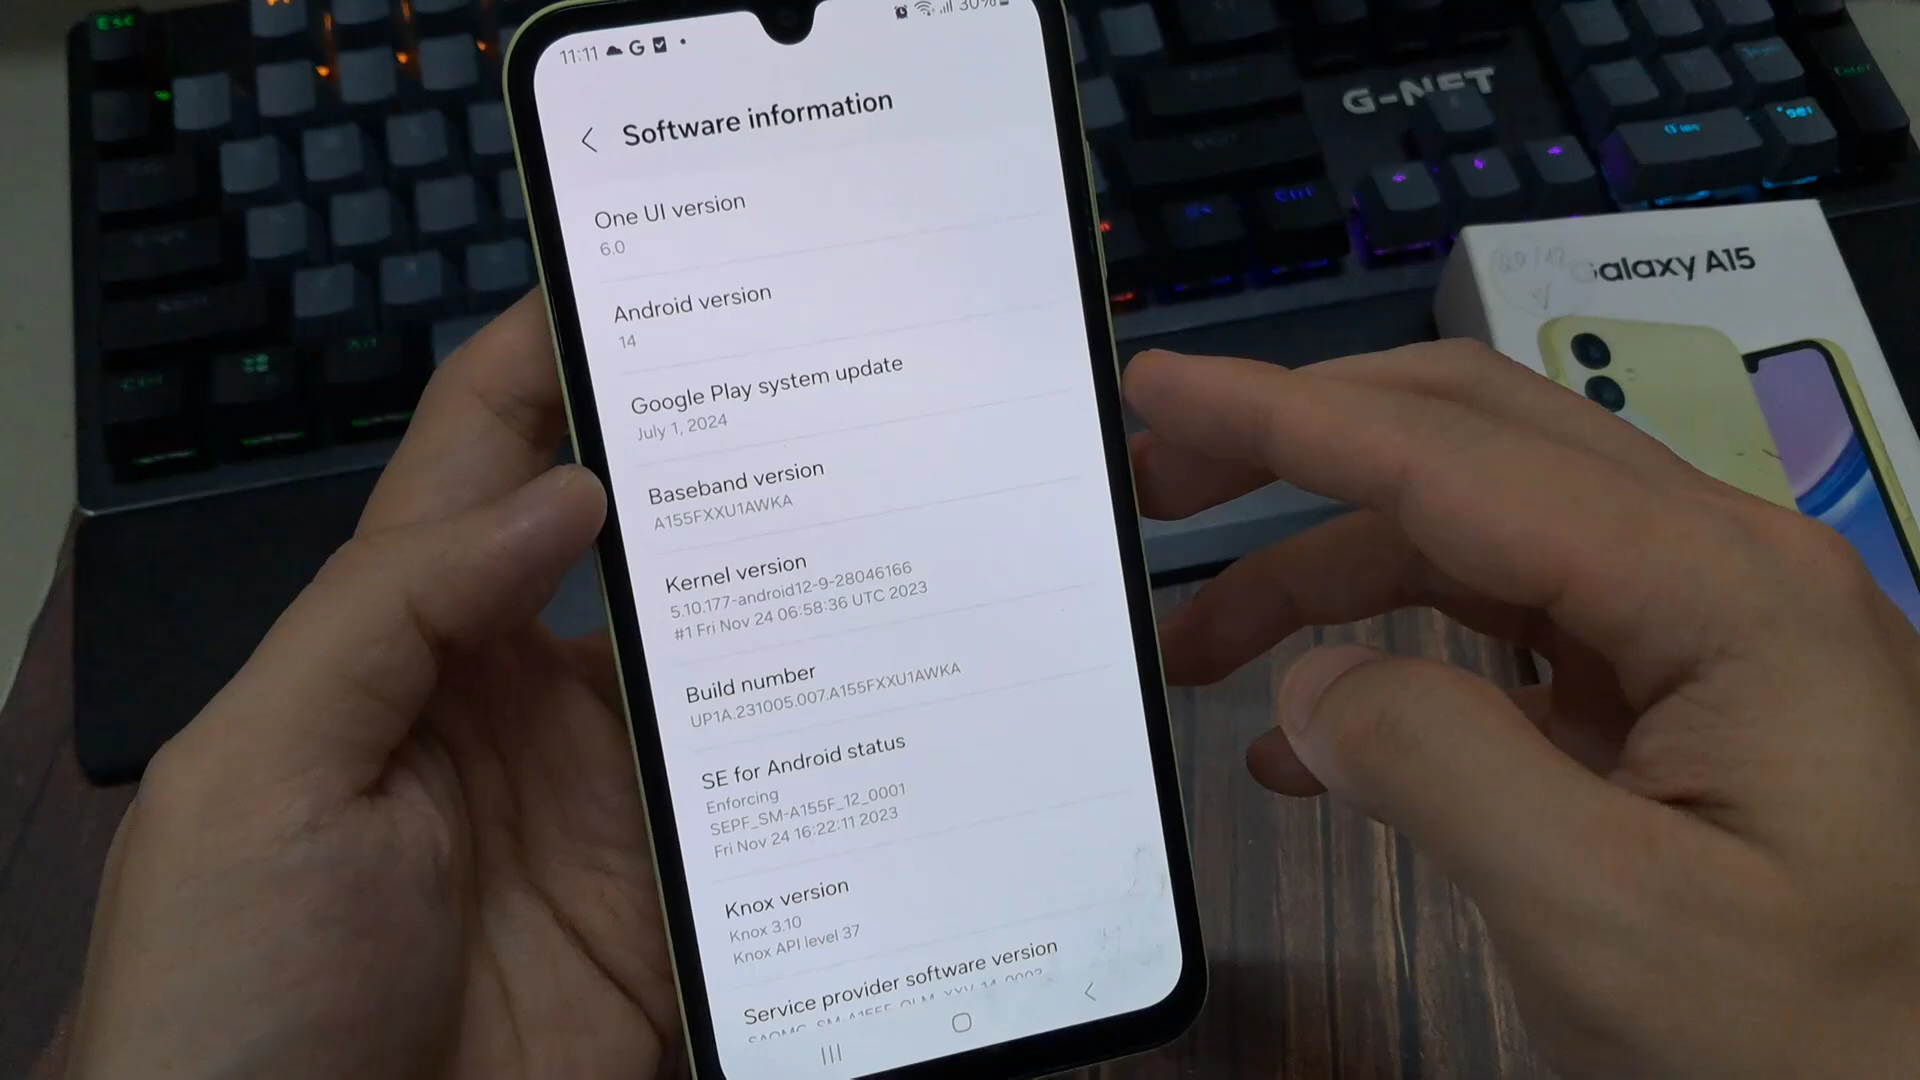 Esc
11:11
30%
Software information
One UI version
6.0
Android version
14
Google Play system update
July 1, 2024
Baseband version
A155FXXU1AWKA
Kernel version
5.10.177-android12-9-28046166
#1 Fri Nov 24 06:58:36 UTC 2023
Build number
UP1A.231005.007.A155FXXU1AWKA
SE for Android status
Enforcing
SEPF_SM-A155F_12_0001
Fri Nov 24 16:22:11 2023
Knox version
Knox 3.10
Knox API level 37
Service provider software version
G-NET
Ctrl
Galaxy A15